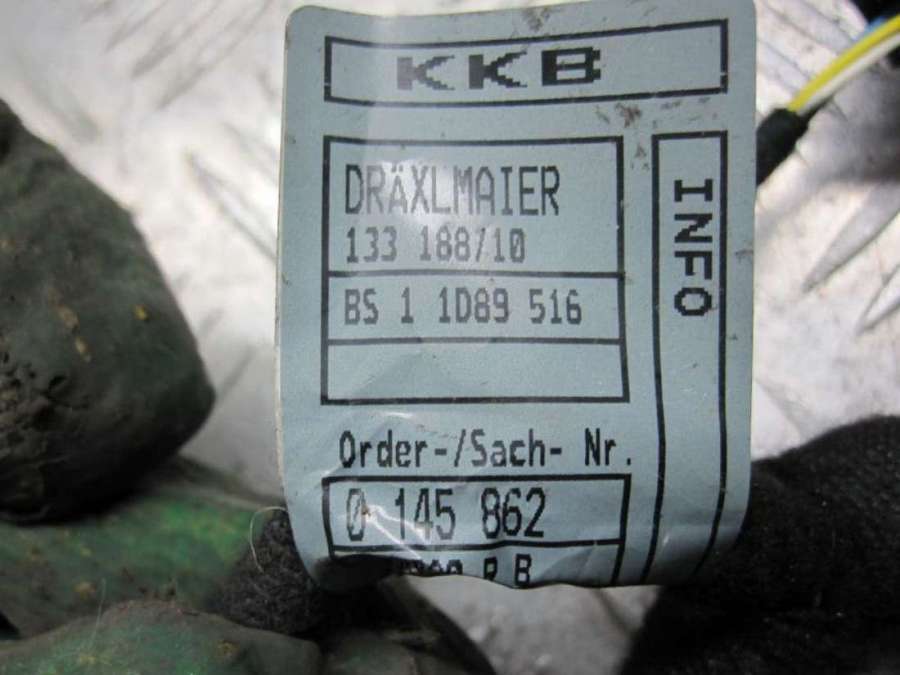 KKB
DRÄXLMAIER
133 188/10
BS 1 1D89 516
INFO
Order-/Sach- Nr.
0 145 862
P B